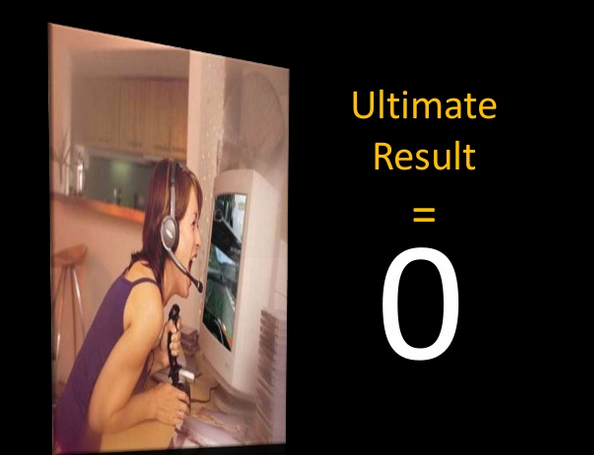 Ultimate
Result
=
0